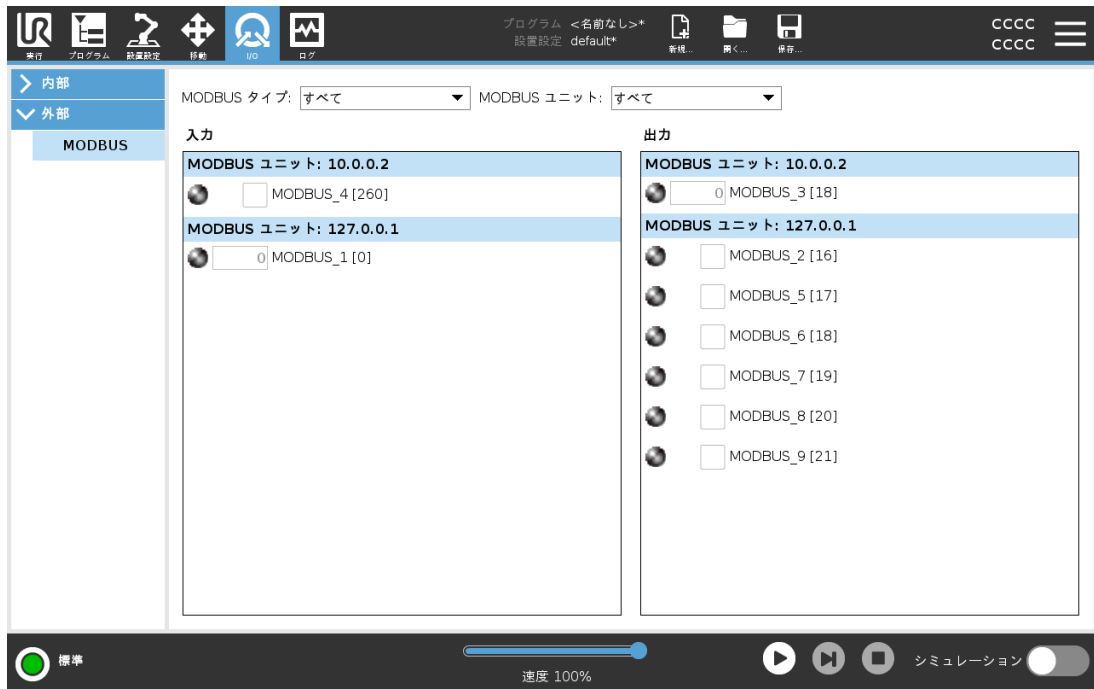 UR
プログラム <名前なし>*
設置設定 default*
CCCC
CCCC
実行 プログラム 設置設定 移動 I/O ログ 新規... 開く... 保存...
内部
外部
MODBUS
MODBUS タイプ: すべて MODBUS ユニット: すべて
入力
MODBUS ユニット: 10.0.0.2
MODBUS_4 [260]
MODBUS ユニット: 127.0.0.1
0 MODBUS_1 [0]
出力
MODBUS ユニット: 10.0.0.2
0 MODBUS_3 [18]
MODBUS ユニット: 127.0.0.1
MODBUS_2 [16]
MODBUS_5 [17]
MODBUS_6 [18]
MODBUS_7 [19]
MODBUS_8 [20]
MODBUS_9 [21]
標準
速度 100%
シミュレーション